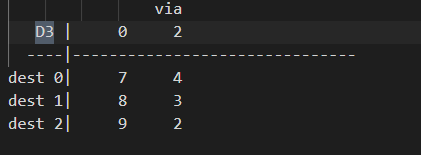 via
D3 | 0 2
----|------------------------------
dest 0| 7 4
dest 1| 8 3
dest 2| 9 2